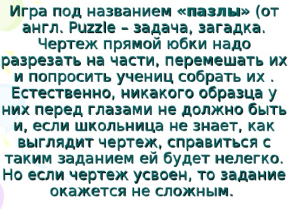 Игра под названием «пазлы» (от
англ. Puzzle – задача, загадка.
Чертеж прямой юбки надо
разрезать на части, перемешать их
и попросить учениц собрать их .
Естественно, никакого образца у
них перед глазами не должно быть
и, если школьница не знает, как
выглядит чертеж, справиться с
таким заданием ей будет нелегко.
Но если чертеж усвоен, то задание
окажется не сложным.